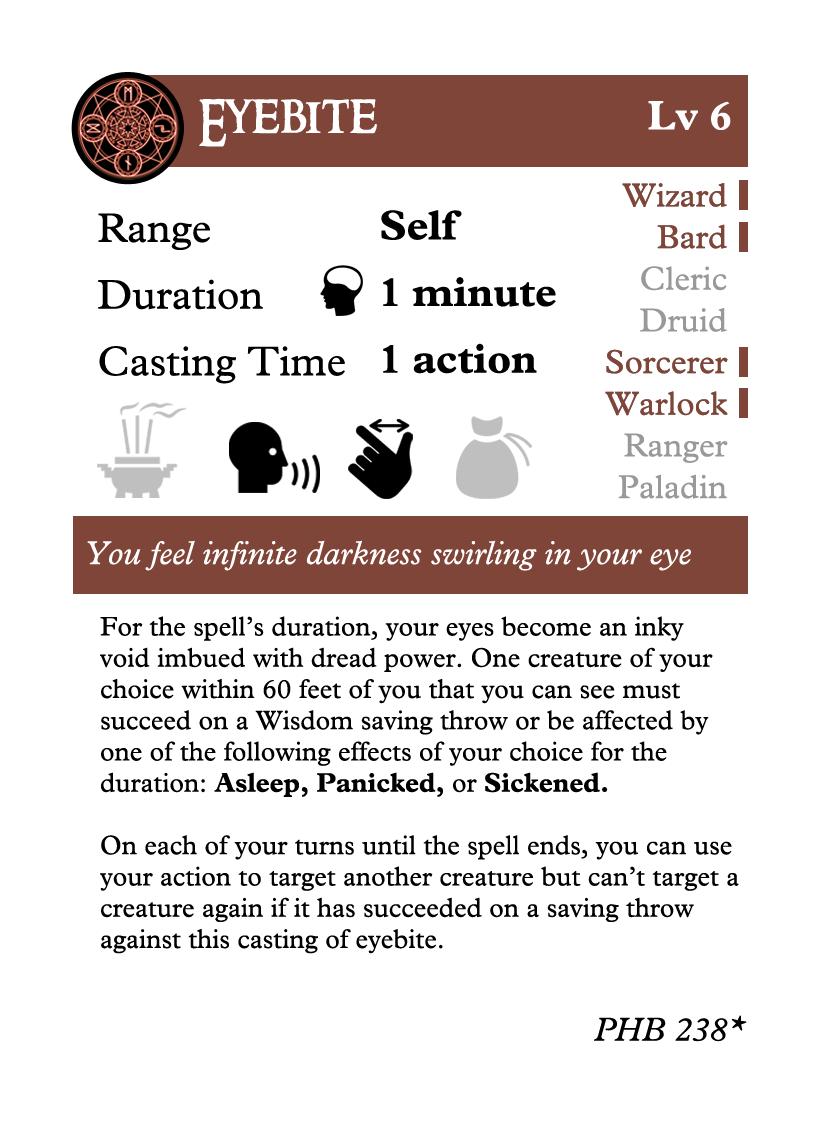 EYEBITE
Lv 6
Range Self
Duration 1 minute
Casting Time 1 action
Wizard
Bard
Cleric
Druid
Sorcerer
Warlock
Ranger
Paladin
You feel infinite darkness swirling in your eye
For the spell’s duration, your eyes become an inky
void imbued with dread power. One creature of your
choice within 60 feet of you that you can see must
succeed on a Wisdom saving throw or be affected by
one of the following effects of your choice for the
duration: Asleep, Panicked, or Sickened.
On each of your turns until the spell ends, you can use
your action to target another creature but can’t target a
creature again if it has succeeded on a saving throw
against this casting of eyebite.
PHB 238*